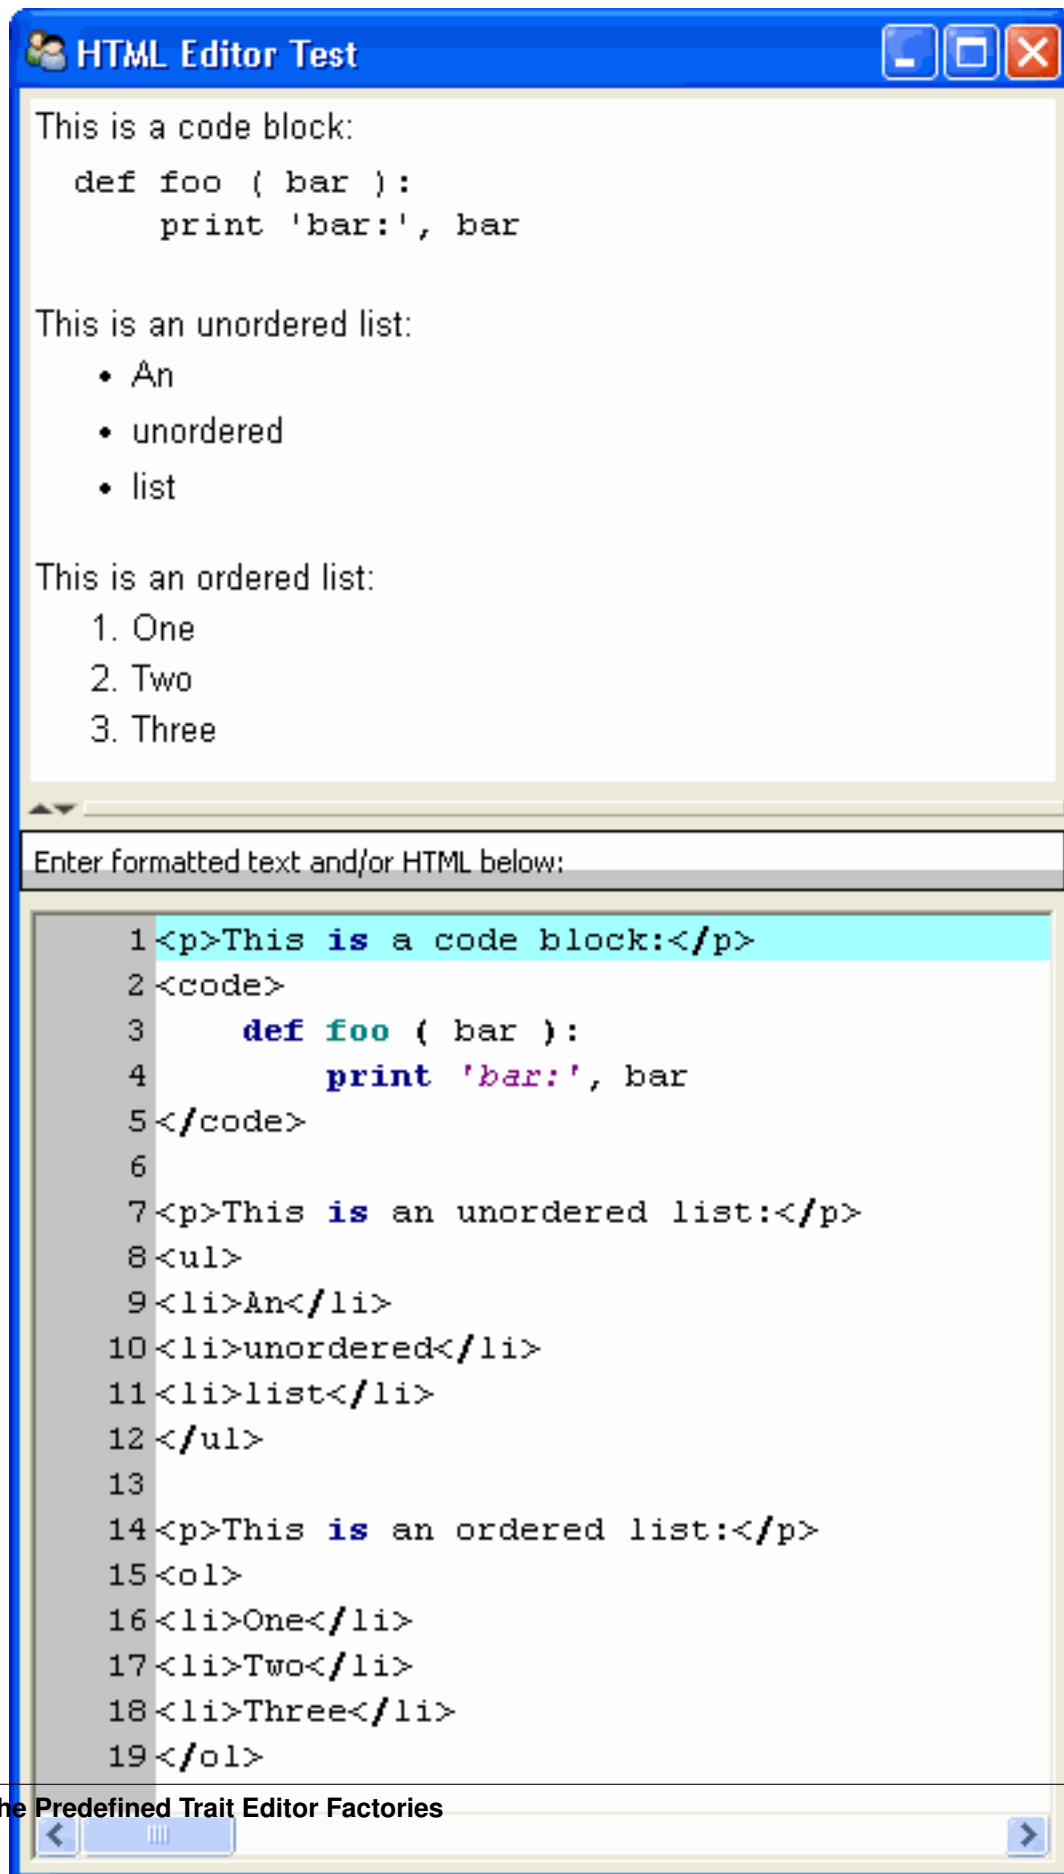 HTML Editor Test
This is a code block:
def foo ( bar ):
    print 'bar:', bar
This is an unordered list:
• An
• unordered
• list
This is an ordered list:
1. One
2. Two
3. Three
Enter formatted text and/or HTML below:
1 <p>This is a code block:</p>
2 <code>
3     def foo ( bar ):
4         print 'bar:', bar
5 </code>
6
7 <p>This is an unordered list:</p>
8 <ul>
9 <li>An</li>
10 <li>unordered</li>
11 <li>list</li>
12 </ul>
13
14 <p>This is an ordered list:</p>
15 <ol>
16 <li>One</li>
17 <li>Two</li>
18 <li>Three</li>
19 </ol>
Predefined Trait Editor Factories